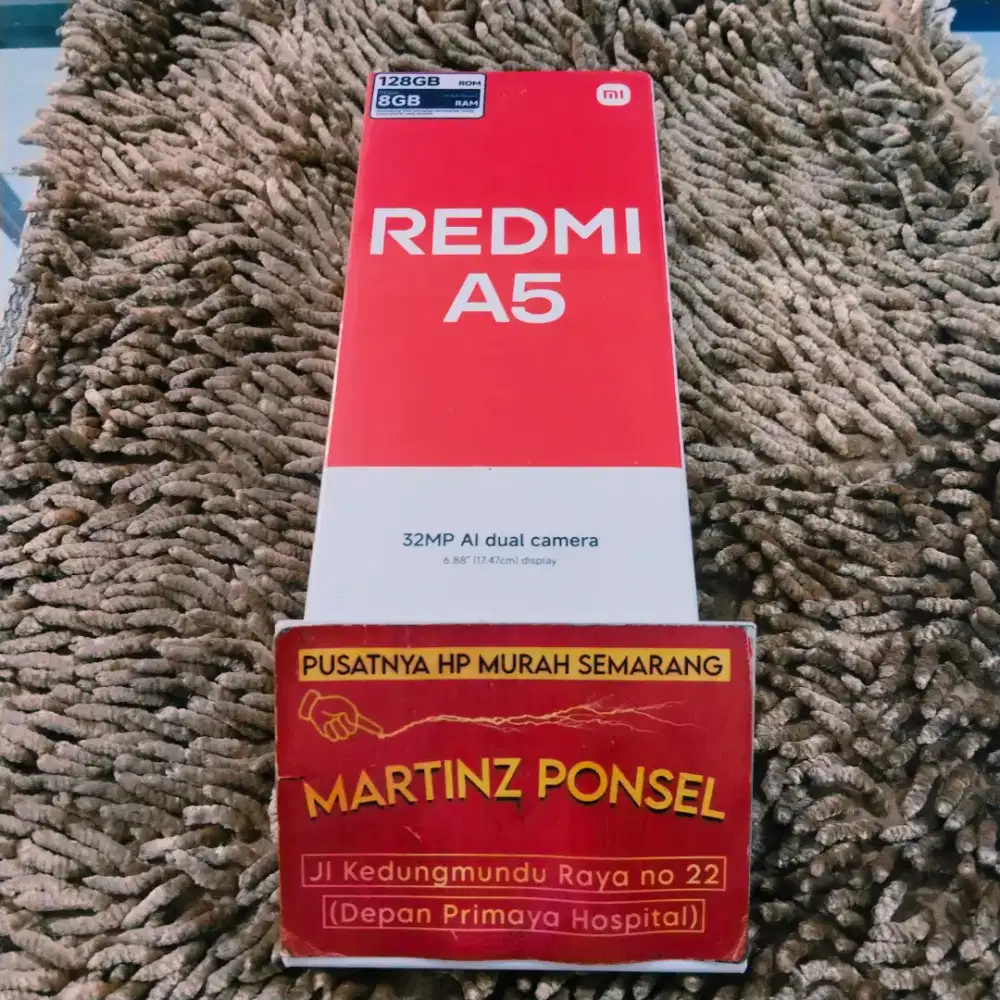 128GB ROM
8GB RAM
mi
REDMI
A5
32MP AI dual camera
6.88" (17.47cm) display
PUSATNYA HP MURAH SEMARANG
MARTINZ PONSEL
Jl Kedungmundu Raya no 22
(Depan Primaya Hospital)